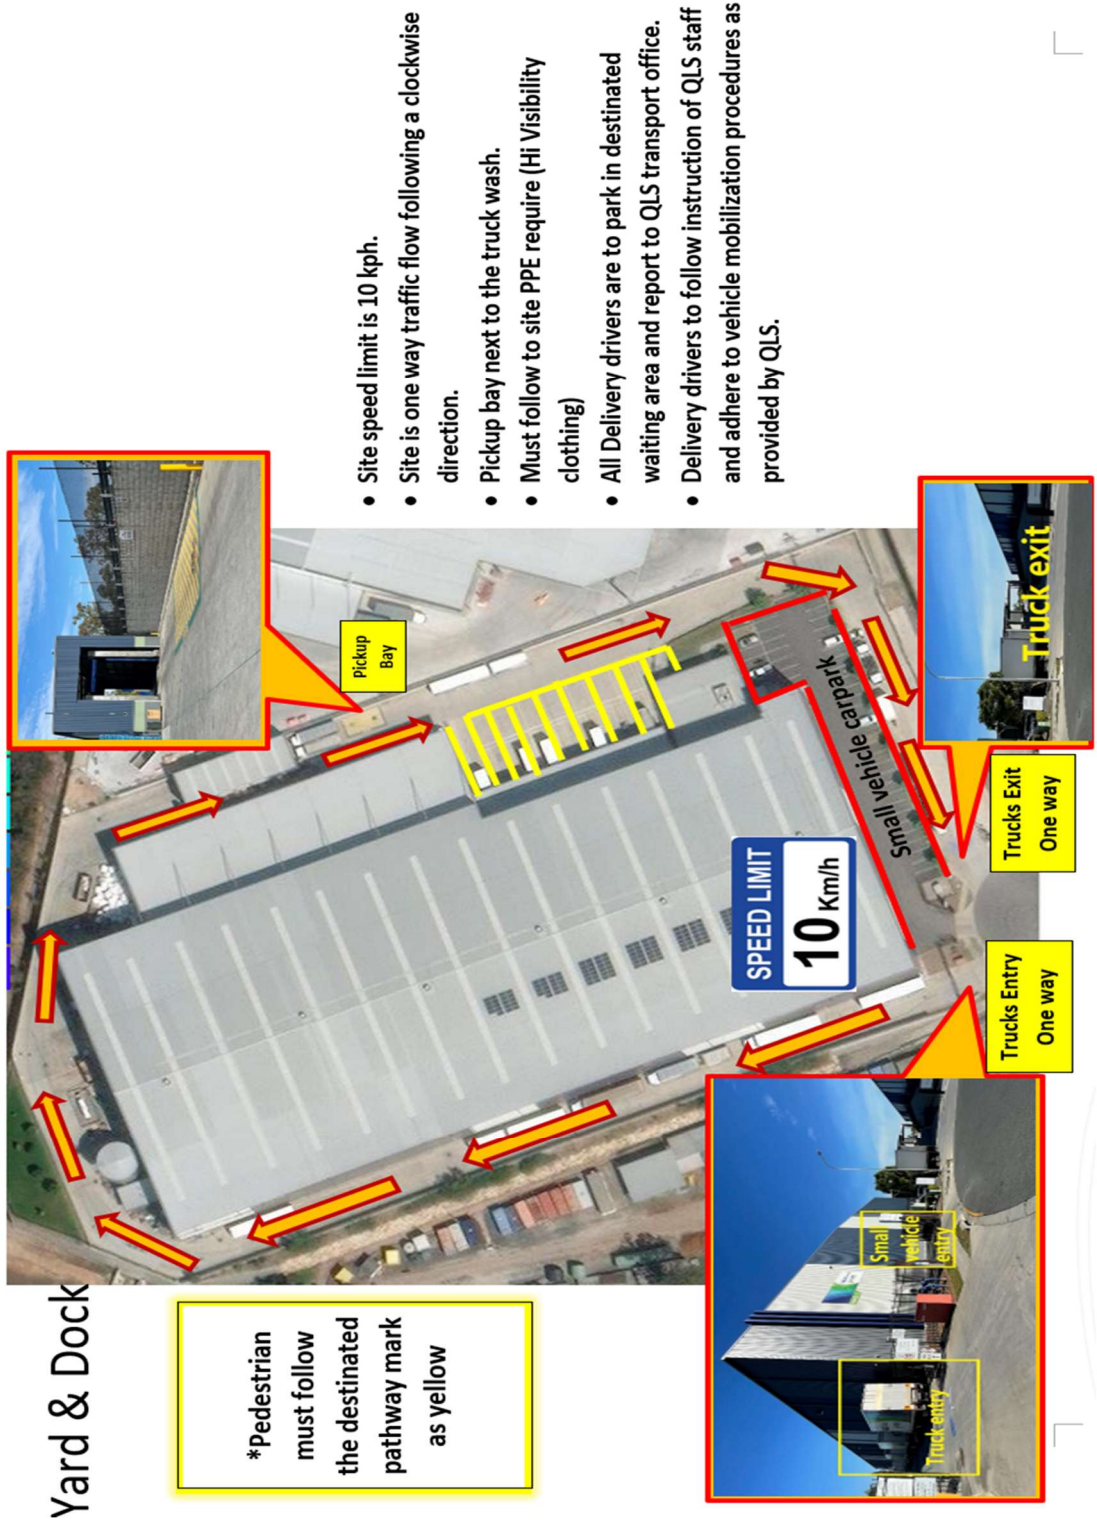 Yard & Dock
*Pedestrian
must follow
the destinated
pathway mark
as yellow
Truck entry
Small
vehicle
entry
Trucks Entry
One way
SPEED LIMIT
10 Km/h
Small vehicle carpark
Trucks Exit
One way
Truck exit
Pickup
Bay
• Site speed limit is 10 kph.
• Site is one way traffic flow following a clockwise
direction.
• Pickup bay next to the truck wash.
• Must follow to site PPE require (Hi Visibility
clothing)
• All Delivery drivers are to park in destinated
waiting area and report to QLS transport office.
• Delivery drivers to follow instruction of QLS staff
and adhere to vehicle mobilization procedures as
provided by QLS.